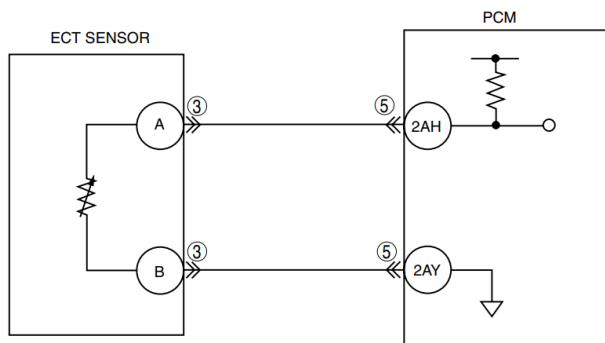 PCM
ECT SENSOR
③ ⑤
A 2AH
③ ⑤
B 2AY